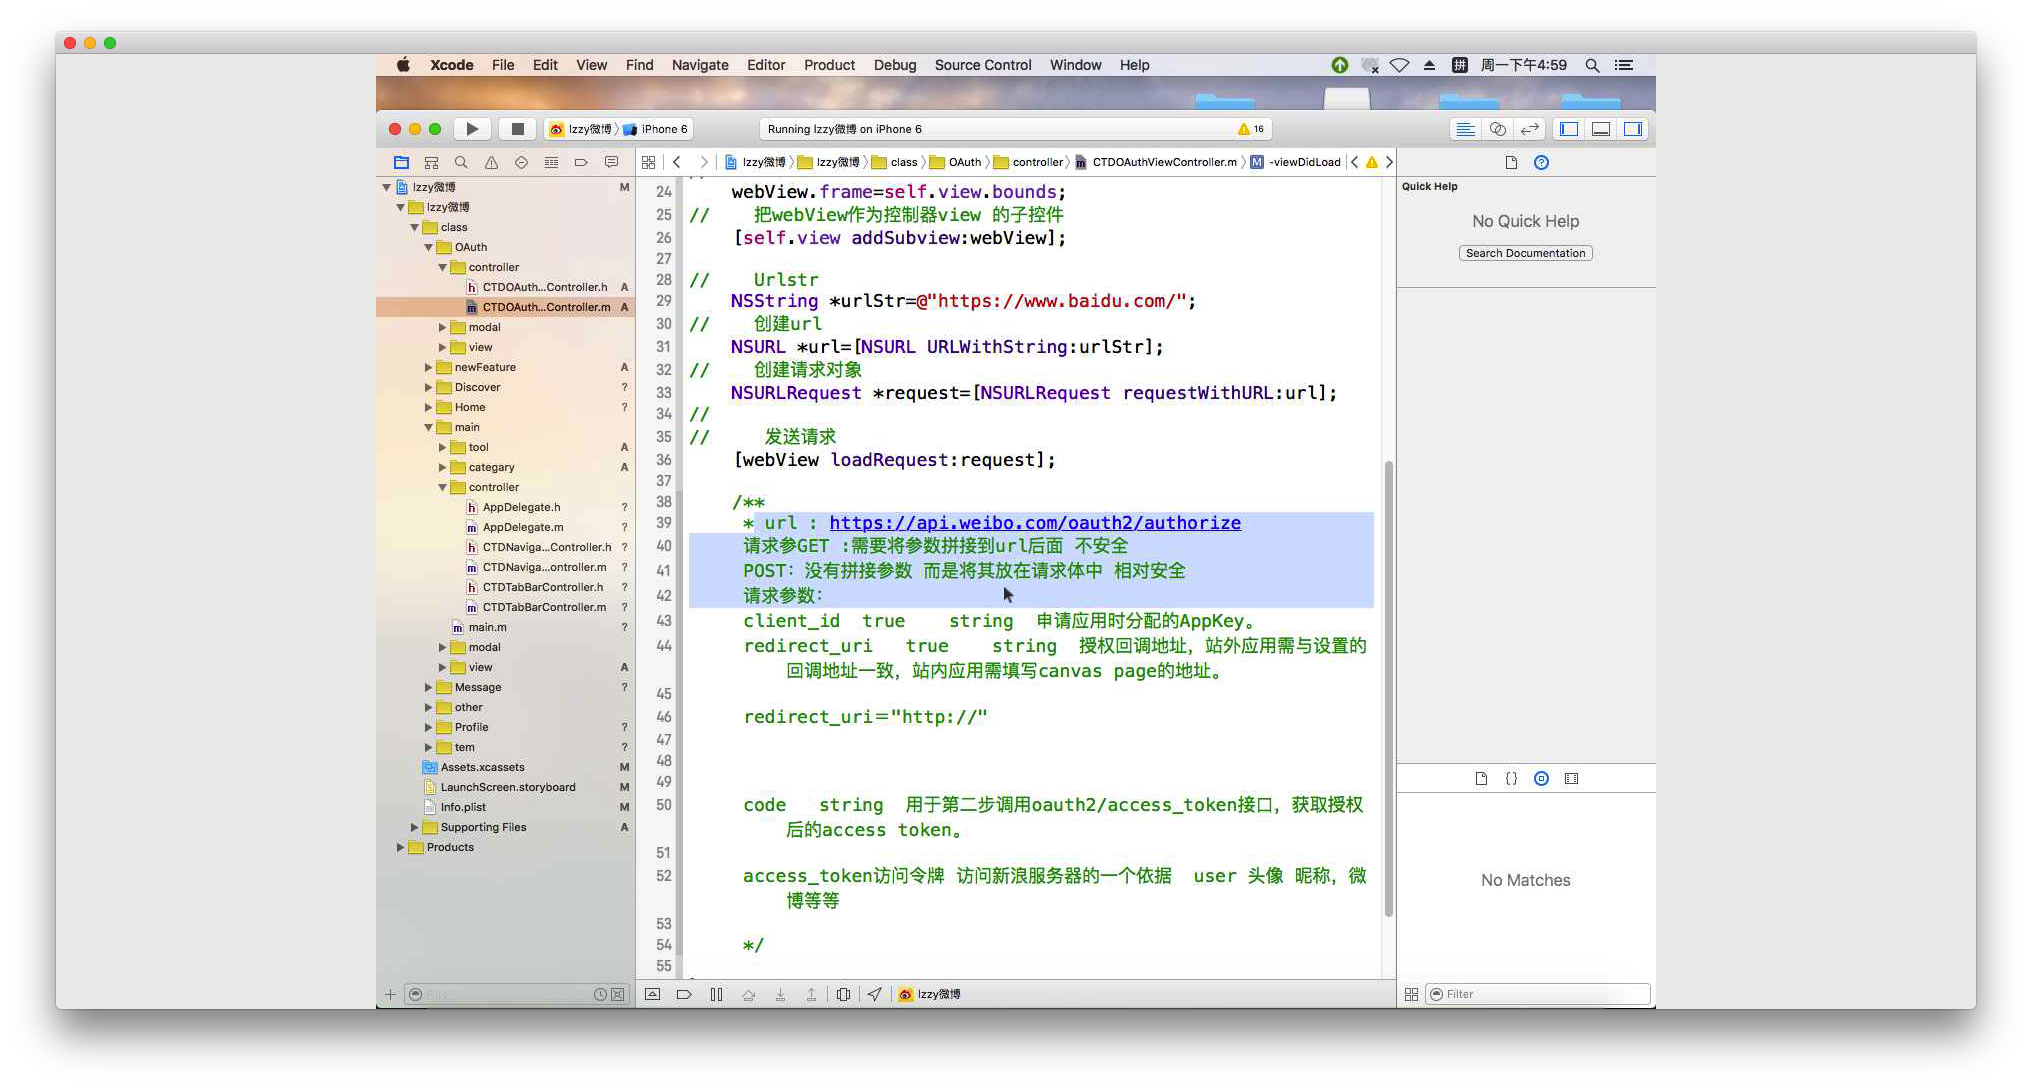 Xcode File Edit View Find Navigate Editor Product Debug Source Control Window Help 拼 周一下午4:59
Izzy微博 iPhone 6 Running Izzy微博 on iPhone 6 16
Izzy微博 Izzy微博 class OAuth controller CTDOAuthViewController.m M -viewDidLoad
Izzy微博 M
Izzy微博
class
OAuth
controller
h CTDOAuth...Controller.h A
m CTDOAuth...Controller.m A
modal
view
newFeature A
Discover ?
Home ?
main
tool A
categary A
controller
h AppDelegate.h ?
m AppDelegate.m ?
h CTDNaviga...Controller.h ?
m CTDNaviga...ontroller.m ?
h CTDTabBarController.h ?
m CTDTabBarController.m ?
m main.m ?
modal
view A
Message ?
other
Profile ?
tem ?
Assets.xcassets M
LaunchScreen.storyboard M
Info.plist M
Supporting Files A
Products
24 webView.frame=self.view.bounds;
25 // 把webView作为控制器view 的子控件
26 [self.view addSubview:webView];
27
28 // Urlstr
29 NSString *urlStr=@"https://www.baidu.com/";
30 // 创建url
31 NSURL *url=[NSURL URLWithString:urlStr];
32 // 创建请求对象
33 NSURLRequest *request=[NSURLRequest requestWithURL:url];
34 //
35 // 发送请求
36 [webView loadRequest:request];
37
38 /**
39 * url : https://api.weibo.com/oauth2/authorize
40 请求参GET :需要将参数拼接到url后面 不安全
41 POST: 没有拼接参数 而是将其放在请求体中 相对安全
42 请求参数:
43 client_id true string 申请应用时分配的AppKey。
44 redirect_uri true string 授权回调地址，站外应用需与设置的
回调地址一致，站内应用需填写canvas page的地址。
45
46 redirect_uri="http://"
47
48
49
50 code string 用于第二步调用oauth2/access_token接口，获取授权
后的access token。
51
52 access_token访问令牌 访问新浪服务器的一个依据 user 头像 昵称，微
博等等
53
54 */
55
Izzy微博
Quick Help
No Quick Help
Search Documentation
{}
No Matches
Filter